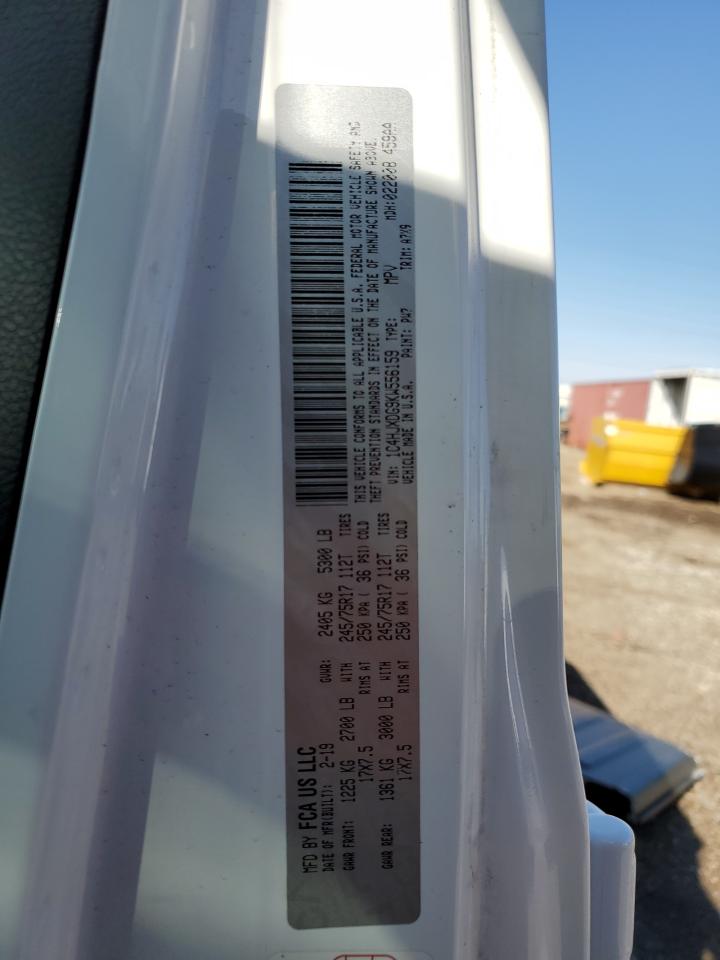 MFD BY FCA US LLC
DATE OF MFR(BUILT): 2-19 GVWR: 2405 KG 5300 LB
GAWR FRONT: 1225 KG 2700 LB WITH 245/75R17 112T TIRES
17X7.5 RIMS AT 250 KPA ( 36 PSI) COLD
GAWR REAR: 1361 KG 3000 LB WITH 245/75R17 112T TIRES
17X7.5 RIMS AT 250 KPA ( 36 PSI) COLD
THIS VEHICLE CONFORMS TO ALL APPLICABLE U.S.A. FEDERAL MOTOR VEHICLE SAFETY AND
THEFT PREVENTION STANDARDS IN EFFECT ON THE DATE OF MANUFACTURE SHOWN ABOVE.
VIN: 1C4HJXDG9KW556159 TYPE: MPV MDH:022008 459AA
VEHICLE MADE IN U.S.A. PAINT: PW7 TRIM: A7X9